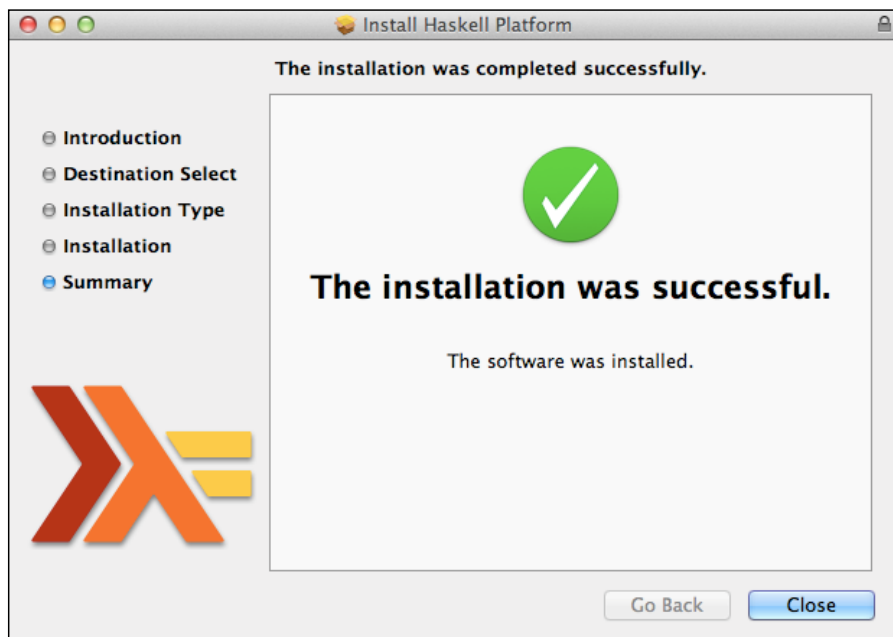 Install Haskell Platform
The installation was completed successfully.
Introduction
Destination Select
Installation Type
Installation
Summary
The installation was successful.
The software was installed.
Go Back
Close